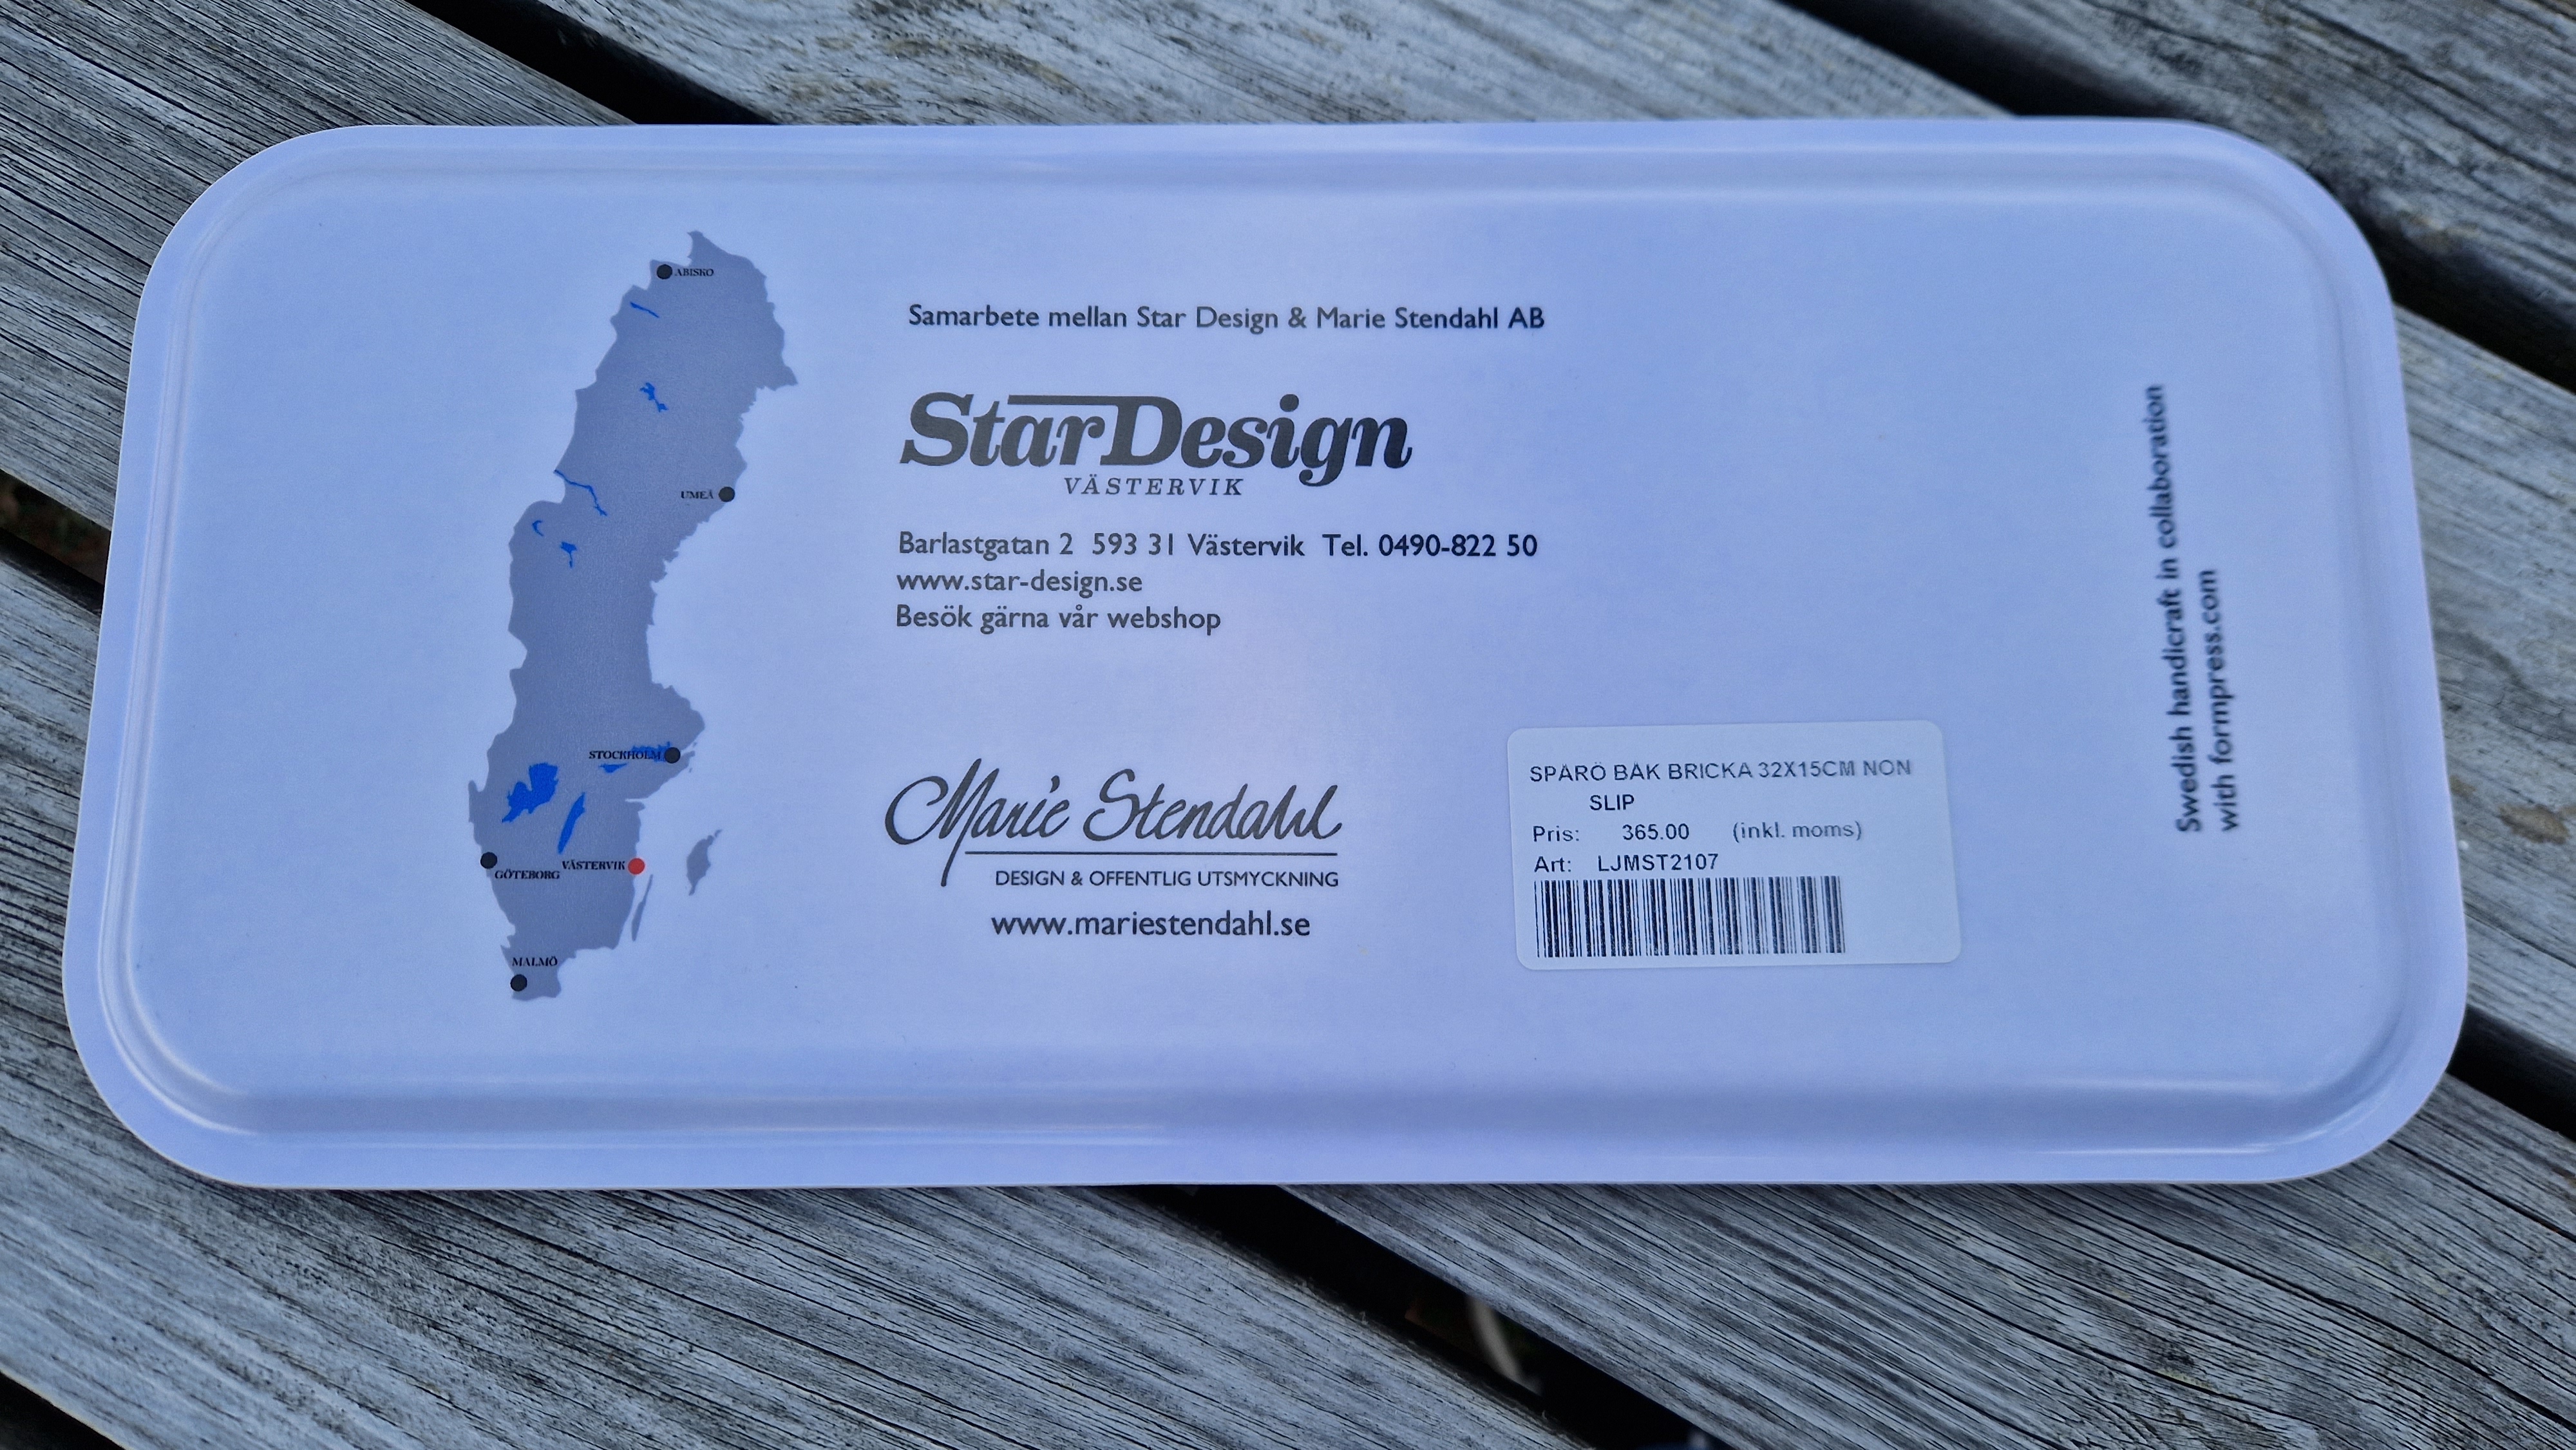 ABISKO
UMEÅ
STOCKHOLM
GÖTEBORG
VÄSTERVIK
MALMÖ
Samarbete mellan Star Design & Marie Stendahl AB
StarDesign
VÄSTERVIK
Barlastgatan 2 593 31 Västervik Tel. 0490-822 50
www.star-design.se
Besök gärna vår webshop
Marie Stendahl
DESIGN & OFFENTLIG UTSMYCKNING
www.mariestendahl.se
SPÅRÖ BÅK BRICKA 32X15CM NON
SLIP
Pris: 365.00 (inkl. moms)
Art: LJMST2107
Swedish handicraft in collaboration
with formpress.com